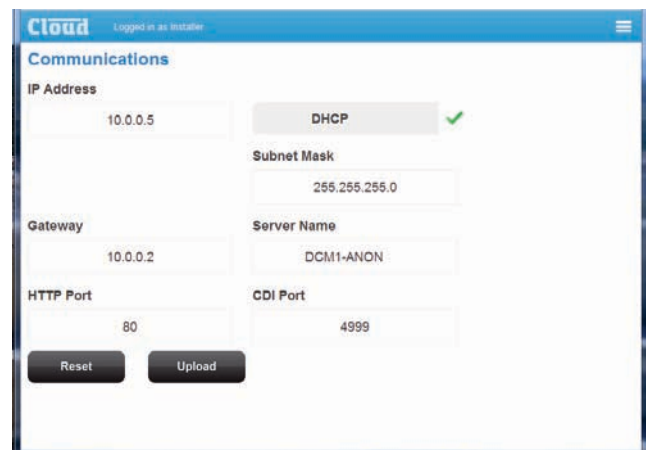 Cloud Logged in as Installer
Communications
IP Address
10.0.0.5 DHCP
Subnet Mask
255.255.255.0
Gateway Server Name
10.0.0.2 DCM1-ANON
HTTP Port CDI Port
80 4999
Reset Upload